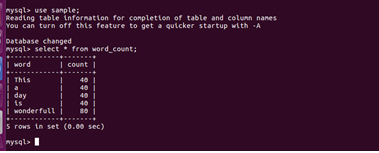 mysql> use sample;
Reading table information for completion of table and column names
You can turn off this feature to get a quicker startup with -A
Database changed
mysql> select * from word_count;
+------------+-------+
| word | count |
+------------+-------+
| This | 40 |
| a | 40 |
| day | 40 |
| is | 40 |
| wonderfull | 80 |
+------------+-------+
5 rows in set (0.00 sec)
mysql>